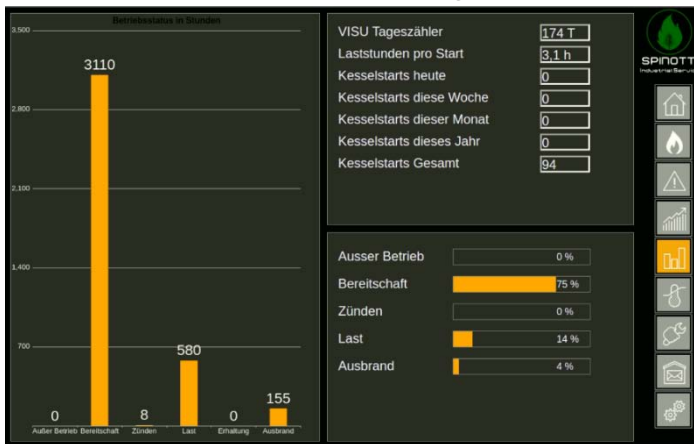 Betriebsstatus in Stunden
3,500
2,800
2,100
1,400
700
0
3110
8
580
0
155
Außer Betrieb Bereitschaft Zünden Last Erhaltung Ausbrand
VISU Tageszähler 174 T
Laststunden pro Start 3,1 h
Kesselstarts heute 0
Kesselstarts diese Woche 0
Kesselstarts dieser Monat 0
Kesselstarts dieses Jahr 0
Kesselstarts Gesamt 94
Ausser Betrieb 0 %
Bereitschaft 75 %
Zünden 0 %
Last 14 %
Ausbrand 4 %
SPINOTT
IndustrialServi